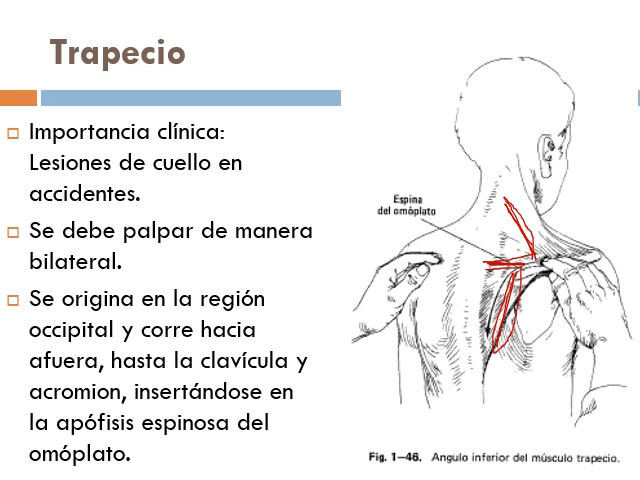 Trapecio
Importancia clínica:
Lesiones de cuello en
accidentes.
Se debe palpar de manera
bilateral.
Se origina en la región
occipital y corre hacia
afuera, hasta la clavícula y
acromion, insertándose en
la apófisis espinosa del
omóplato.
Espina
del omóplato
Fig. 1—46. Angulo inferior del músculo trapecio.